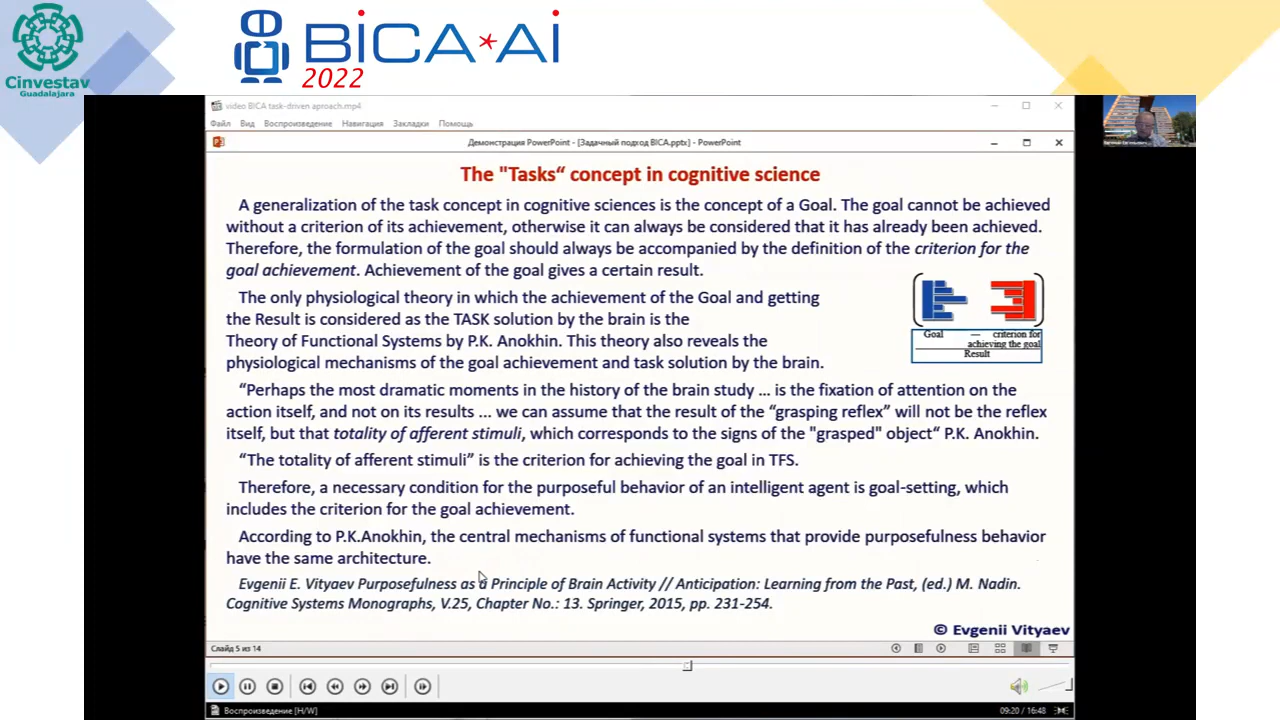 Cinvestav
Guadalajara
BICA*AI
2022
video BICA task-driven aproach.mp4
Файл Вид Воспроизведение Навигация Закладки Помощь
Демонстрация PowerPoint - [Задачный подход BICA.pptx] - PowerPoint
The "Tasks“ concept in cognitive science
A generalization of the task concept in cognitive sciences is the concept of a Goal. The goal cannot be achieved
without a criterion of its achievement, otherwise it can always be considered that it has already been achieved.
Therefore, the formulation of the goal should always be accompanied by the definition of the criterion for the
goal achievement. Achievement of the goal gives a certain result.
The only physiological theory in which the achievement of the Goal and getting
the Result is considered as the TASK solution by the brain is the
Theory of Functional Systems by P.K. Anokhin. This theory also reveals the
physiological mechanisms of the goal achievement and task solution by the brain.
Goal — criterion for
achieving the goal
Result
“Perhaps the most dramatic moments in the history of the brain study ... is the fixation of attention on the
action itself, and not on its results ... we can assume that the result of the “grasping reflex” will not be the reflex
itself, but that totality of afferent stimuli, which corresponds to the signs of the "grasped" object“ P.K. Anokhin.
“The totality of afferent stimuli” is the criterion for achieving the goal in TFS.
Therefore, a necessary condition for the purposeful behavior of an intelligent agent is goal-setting, which
includes the criterion for the goal achievement.
According to P.K.Anokhin, the central mechanisms of functional systems that provide purposefulness behavior
have the same architecture.
Evgenii E. Vityaev Purposefulness as a Principle of Brain Activity // Anticipation: Learning from the Past, (ed.) M. Nadin.
Cognitive Systems Monographs, V.25, Chapter No.: 13. Springer, 2015, pp. 231-254.
© Evgenii Vityaev
Слайд 5 из 14
Воспроизведение [H/W]
09:20 / 16:48